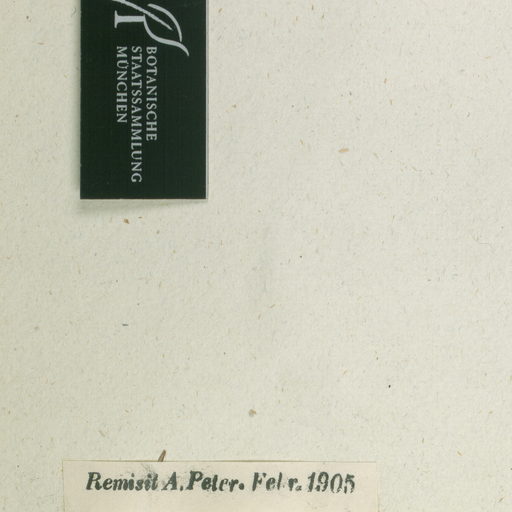 BOTANISCHE
STAATSSAMMLUNG
MÜNCHEN
Remisit A. Peter. Febr. 1905